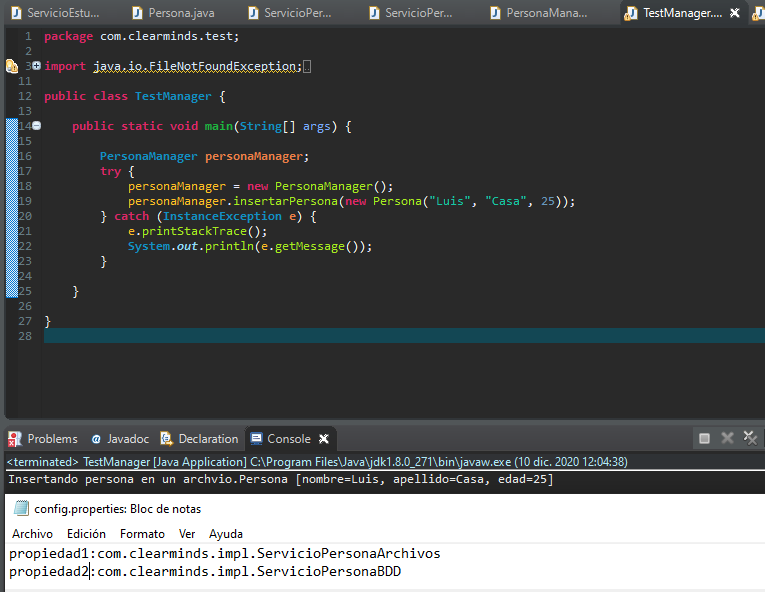 ServicioEstu...
Persona.java
ServicioPer...
ServicioPer...
PersonaMana...
TestManager....
1 package com.clearminds.test;
2
3 import java.io.FileNotFoundException;
11
12 public class TestManager {
13
14 public static void main(String[] args) {
15
16 PersonaManager personaManager;
17 try {
18 personaManager = new PersonaManager();
19 personaManager.insertarPersona(new Persona("Luis", "Casa", 25));
20 } catch (InstanceException e) {
21 e.printStackTrace();
22 System.out.println(e.getMessage());
23 }
24
25 }
26
27 }
28
Problems @ Javadoc Declaration Console
<terminated> TestManager [Java Application] C:\Program Files\Java\jdk1.8.0_271\bin\javaw.exe (10 dic. 2020 12:04:38)
Insertando persona en un archvio.Persona [nombre=Luis, apellido=Casa, edad=25]
config.properties: Bloc de notas
Archivo Edición Formato Ver Ayuda
propiedad1:com.clearminds.impl.ServicioPersonaArchivos
propiedad2:com.clearminds.impl.ServicioPersonaBDD